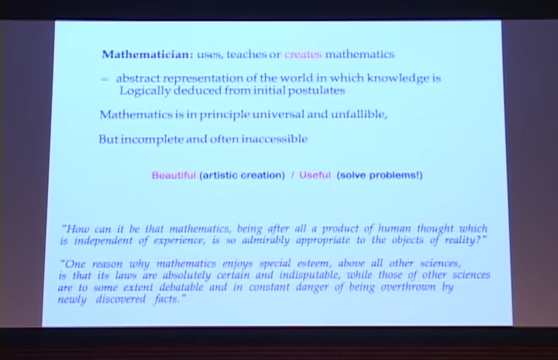 Mathematician: uses, teaches or creates mathematics
= abstract representation of the world in which knowledge is
Logically deduced from initial postulates
Mathematics is in principle universal and unfallible,
But incomplete and often inaccessible
Beautiful (artistic creation) / Useful (solve problems!)
"How can it be that mathematics, being after all a product of human thought which
is independent of experience, is so admirably appropriate to the objects of reality?"
"One reason why mathematics enjoys special esteem, above all other sciences,
is that its laws are absolutely certain and indisputable, while those of other sciences
are to some extent debatable and in constant danger of being overthrown by
newly discovered facts."